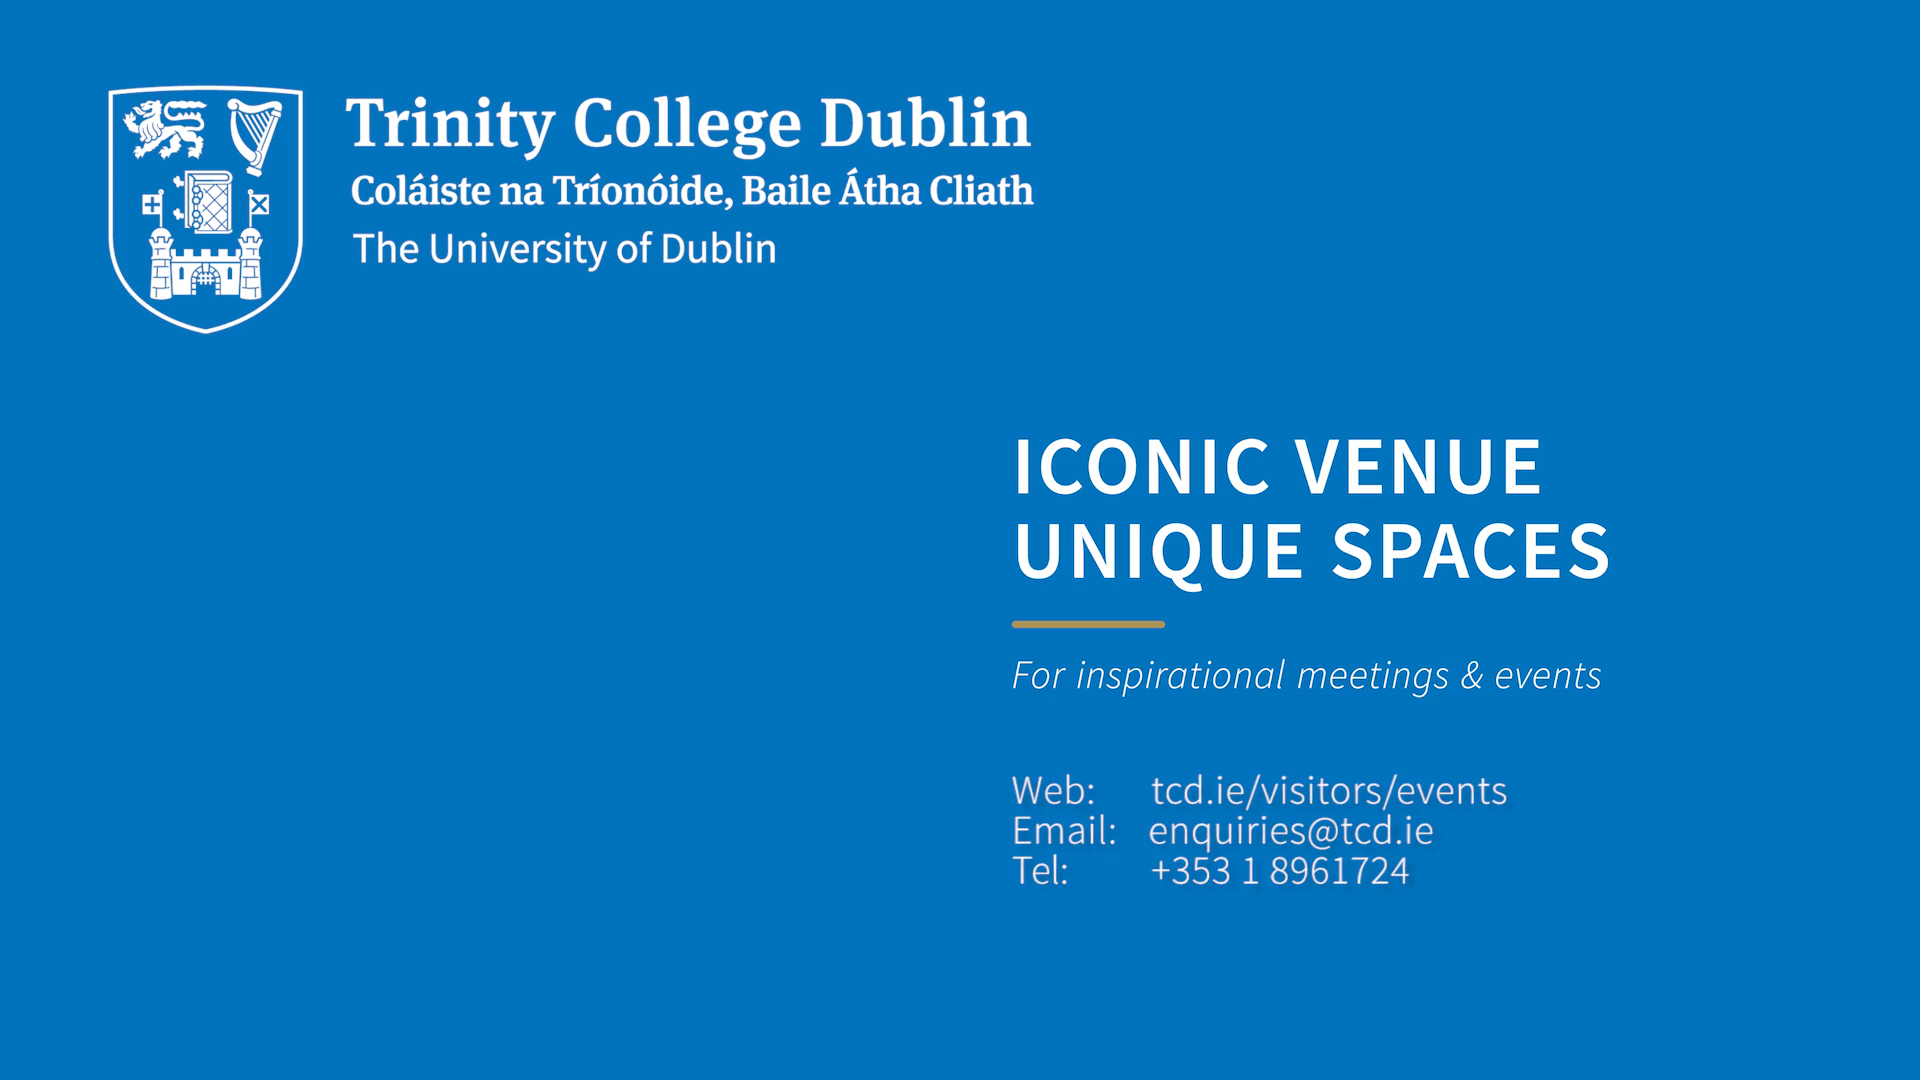 Trinity College Dublin
Coláiste na Tríonóide, Baile Átha Cliath
The University of Dublin
ICONIC VENUE
UNIQUE SPACES
For inspirational meetings & events
Web: tcd.ie/visitors/events
Email: enquiries@tcd.ie
Tel: +353 1 8961724